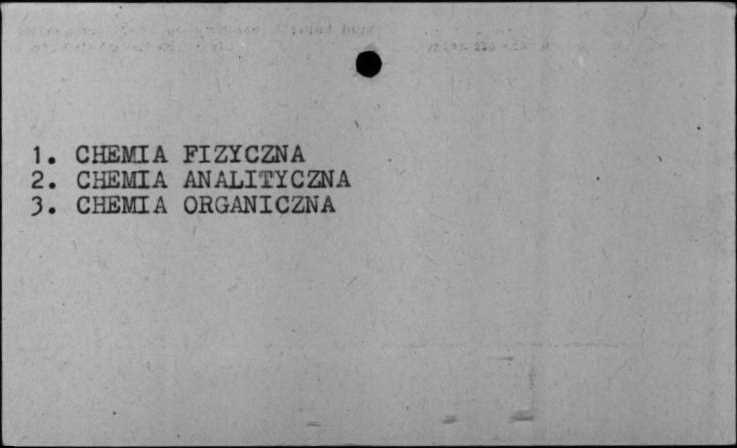 1. CHEMIA FIZYCZNA
2. CHEMIA ANALITYCZNA
3. CHEMIA ORGANICZNA